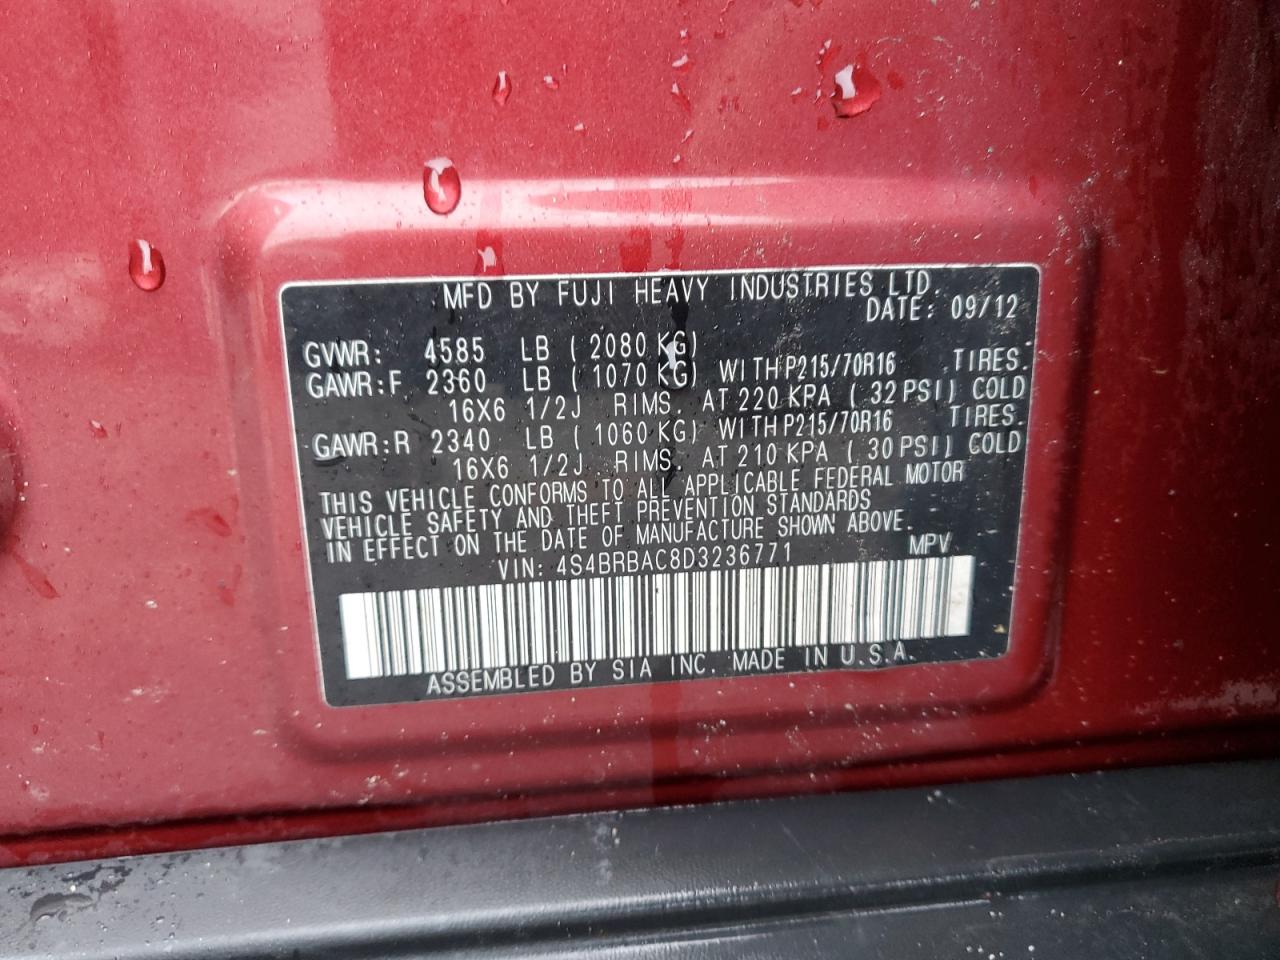 MFD BY FUJI HEAVY INDUSTRIES LTD.
DATE: 09/12
GVWR: 4585 LB ( 2080 KG)
GAWR:F 2360 LB ( 1070 KG) WITH P215/70R16 TIRES.
16X6 1/2J RIMS. AT 220 KPA ( 32 PSI) COLD
GAWR:R 2340 LB ( 1060 KG) WITH P215/70R16 TIRES.
16X6 1/2J RIMS. AT 210 KPA ( 30 PSI) COLD
THIS VEHICLE CONFORMS TO ALL APPLICABLE FEDERAL MOTOR
VEHICLE SAFETY AND THEFT PREVENTION STANDARDS
IN EFFECT ON THE DATE OF MANUFACTURE SHOWN ABOVE.
VIN: 4S4BRBAC8D3236771 MPV
ASSEMBLED BY SIA INC. MADE IN U.S.A.